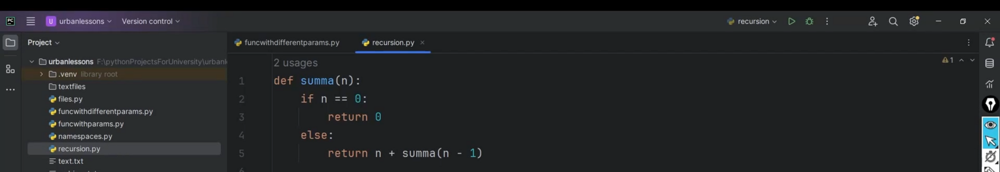 PC
U urbanlessons Version control
recursion
Project
funcwithdifferentparams.py recursion.py
urbanlessons F:\pythonProjectsForUniversity\urbanl
.venv library root
textfiles
files.py
funcwithdifferentparams.py
funcwithparams.py
namespaces.py
recursion.py
text.txt
2 usages
1
1 def summa(n):
2 if n == 0:
3 return 0
4 else:
5 return n + summa(n - 1)